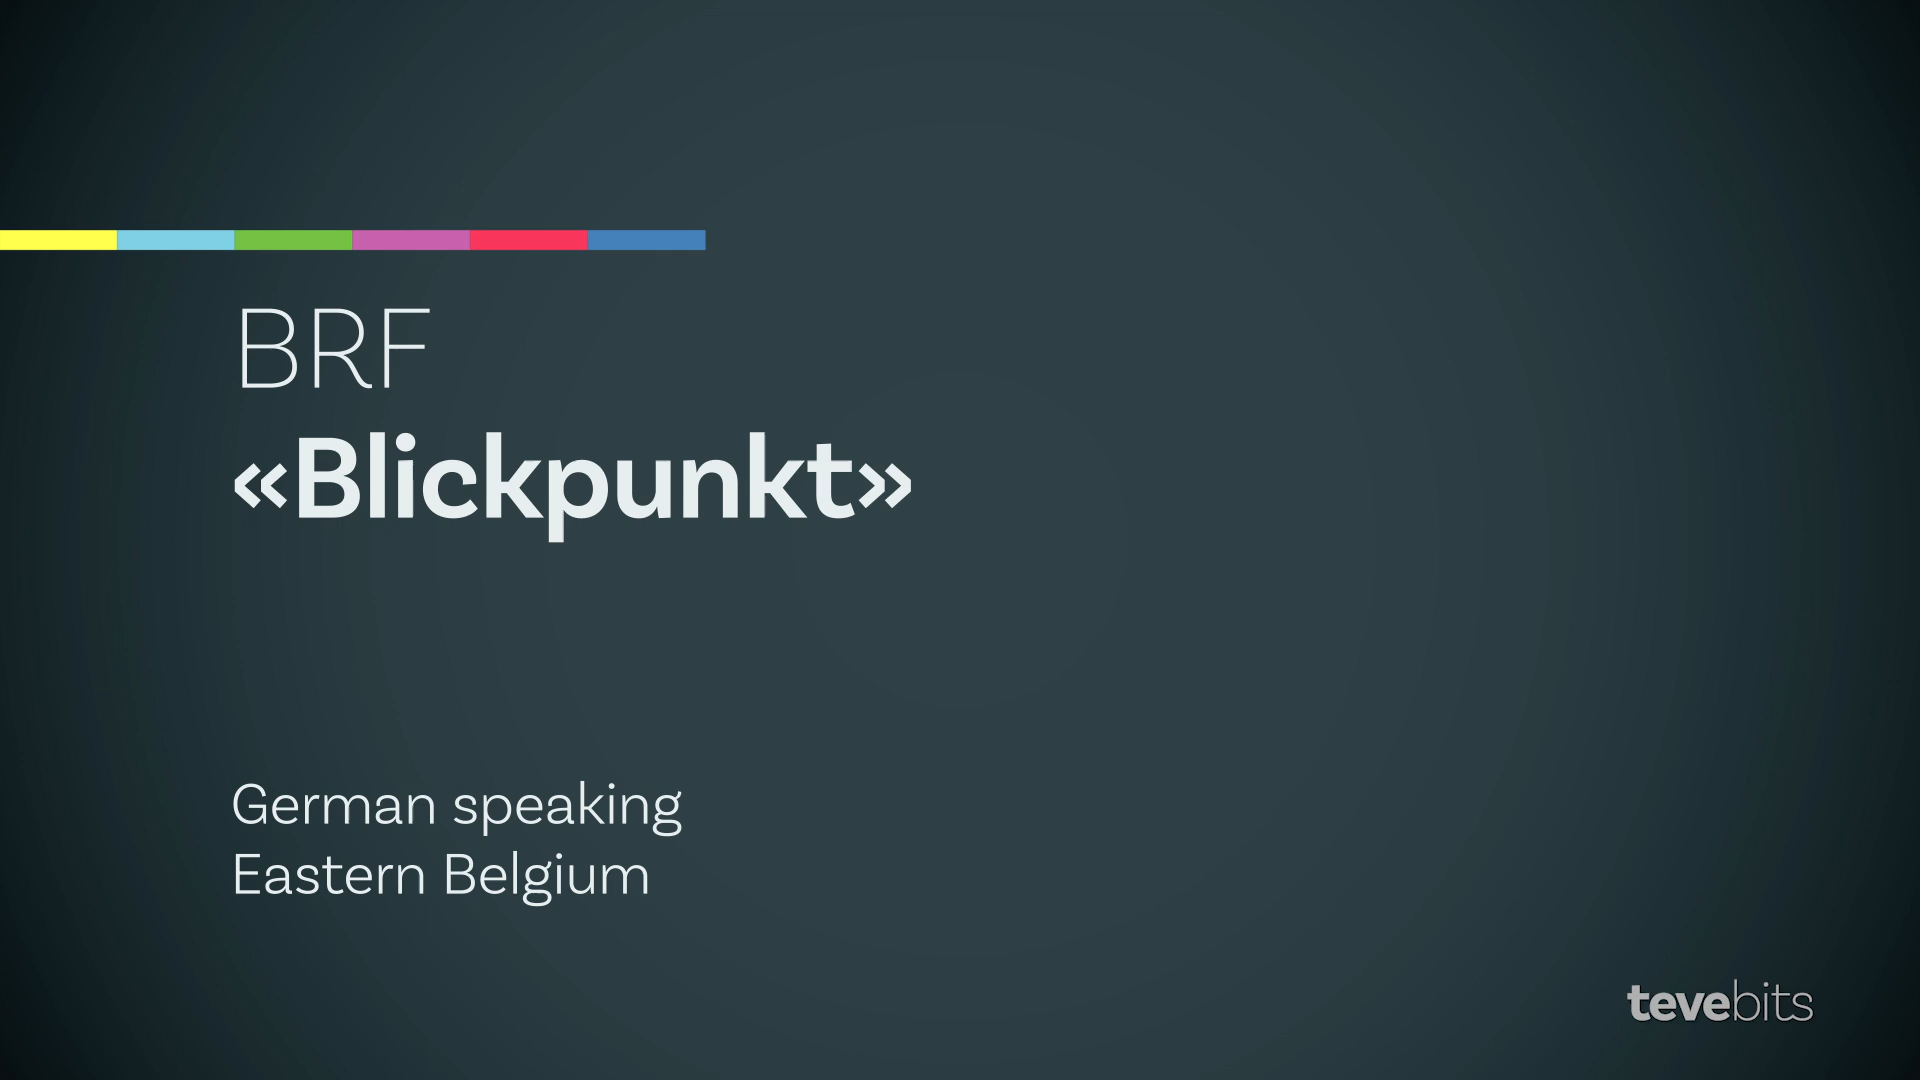 BRF
«Blickpunkt»
German speaking
Eastern Belgium
tevebits